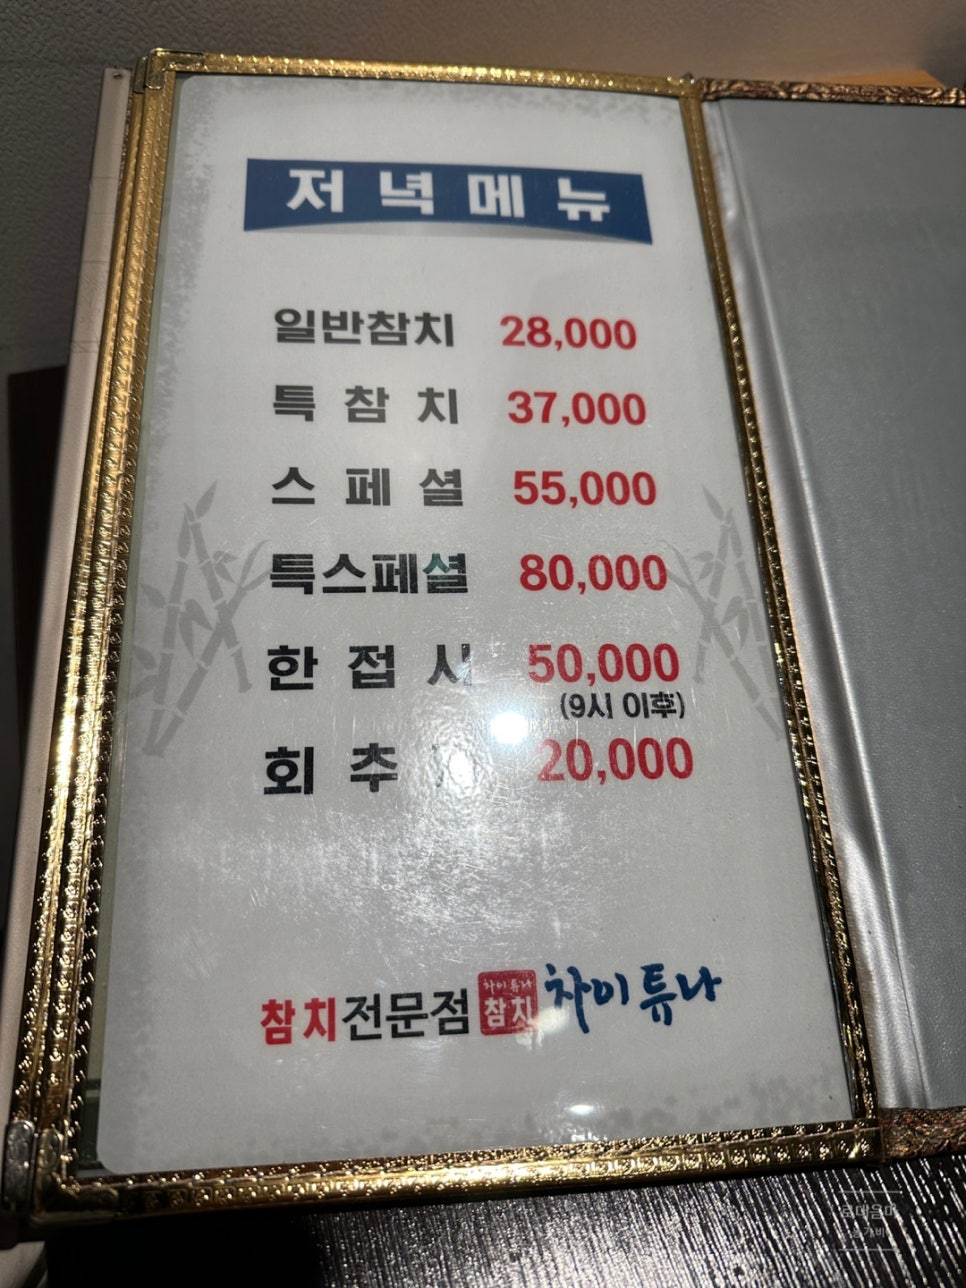 저녁메뉴
일반참치 28,000
특참치 37,000
스페셜 55,000
특스페셜 80,000
한접시 50,000
(9시 이후)
회추 20,000
참치전문점 차이튜나 참치 차이튜나